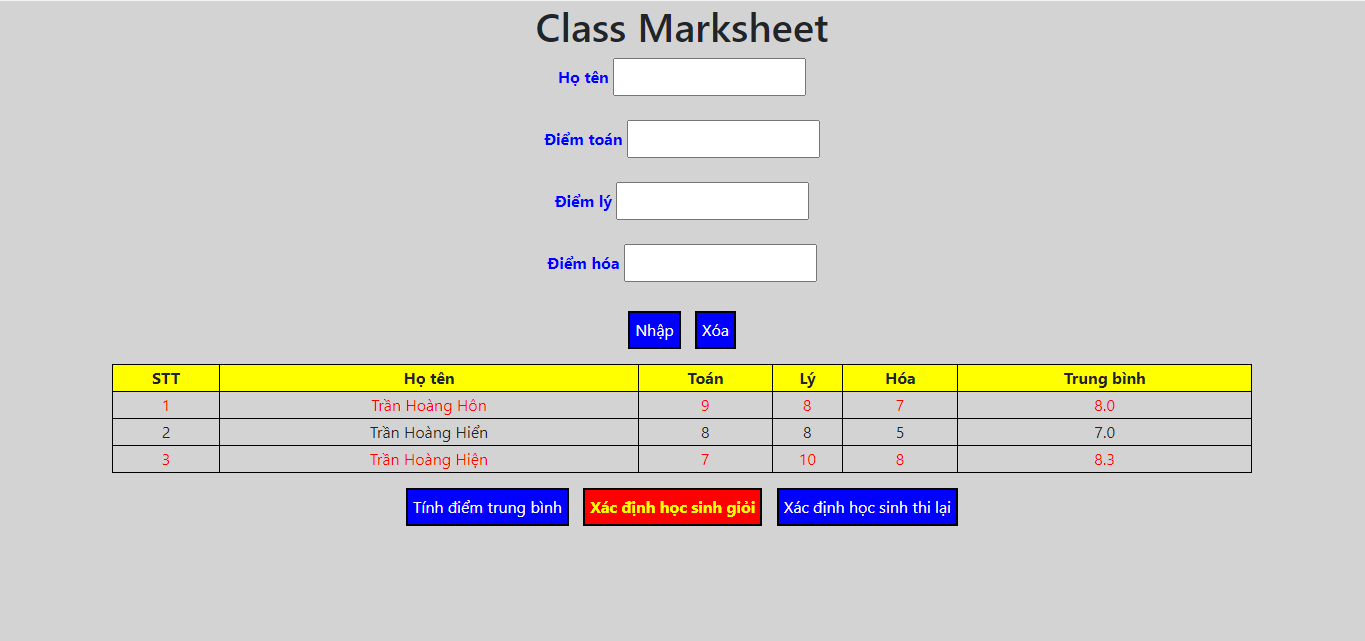 Class Marksheet
Họ tên
Điểm toán
Điểm lý
Điểm hóa
Nhập Xóa
STT Họ tên Toán Lý Hóa Trung bình
1 Trần Hoàng Hôn 9 8 7 8.0
2 Trần Hoàng Hiển 8 8 5 7.0
3 Trần Hoàng Hiện 7 10 8 8.3
Tính điểm trung bình Xác định học sinh giỏi Xác định học sinh thi lại